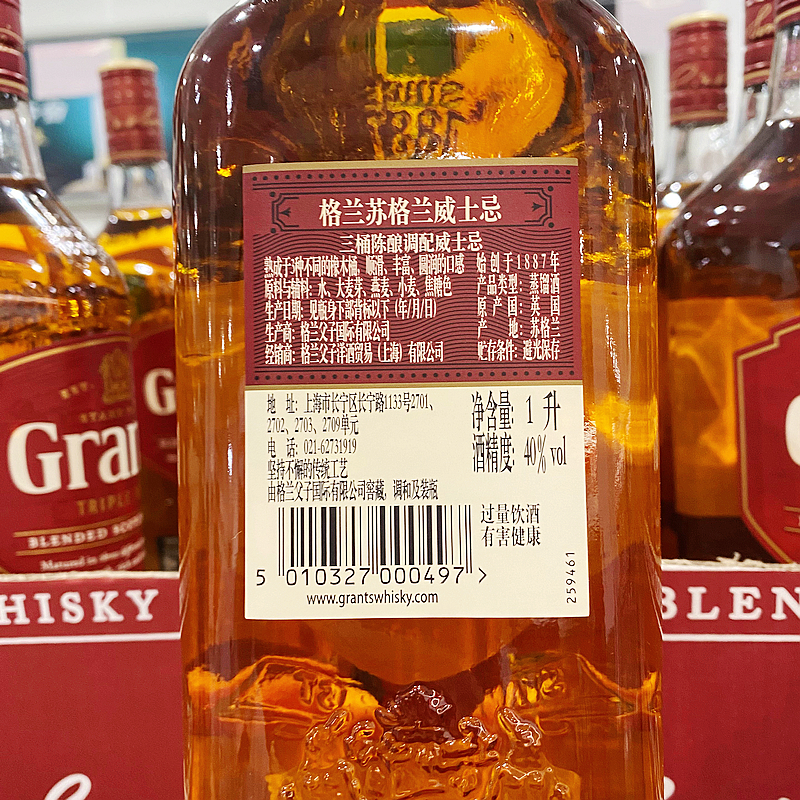 格兰苏格兰威士忌
三桶陈酿调配威士忌
熟成于3种不同的橡木桶，顺滑、丰富、圆润的口感
原料与辅料：水、大麦芽、燕麦、小麦、焦糖色
生产日期：见瓶身下部背标以下（年/月/日）
生产商：格兰父子国际有限公司
经销商：格兰父子洋酒贸易（上海）有限公司
始创于1887年
产品类型：蒸馏酒
原产国：英国
产地：苏格兰
贮存条件：避光保存
地 址：上海市长宁区长宁路1133号2701、
2702、2703、2709单元
电 话：021-62731919
坚持不懈的传统工艺
由格兰父子国际有限公司窖藏，调和及装瓶
净含量：1 升
酒精度：40% vol
过量饮酒
有害健康
5 010327 000497 >
www.grantswhisky.com
259461
EST.
Gran
TRIPLE
BLENDED SCO
Matured in three
G
HISKY
BLEN